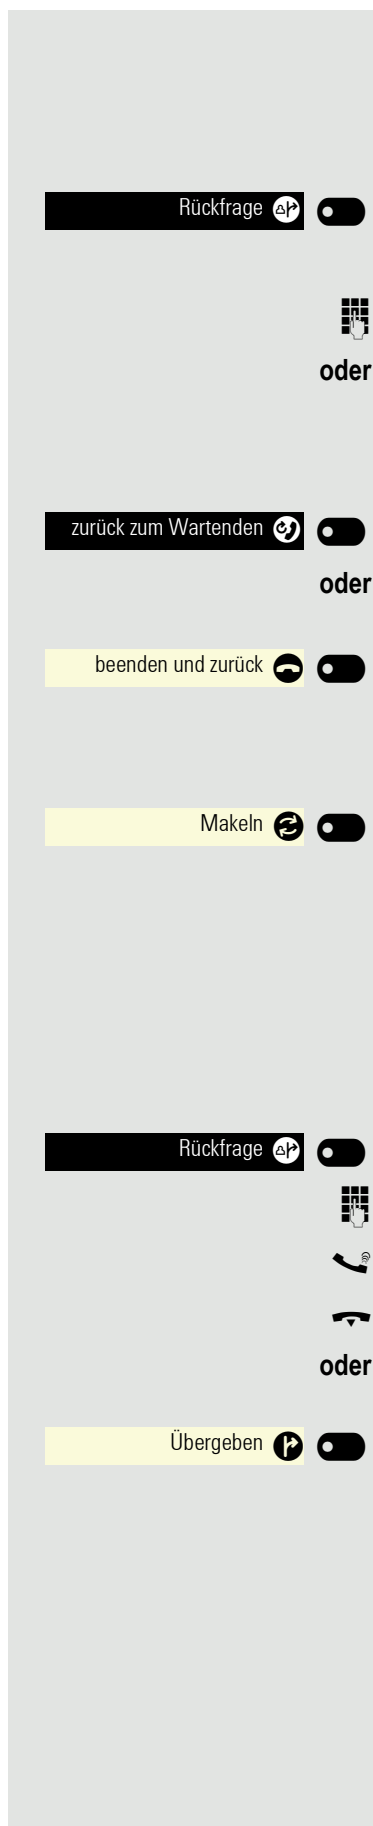 Rückfrage
oder
zurück zum Wartenden
oder
beenden und zurück
Makeln
Rückfrage
oder
Übergeben